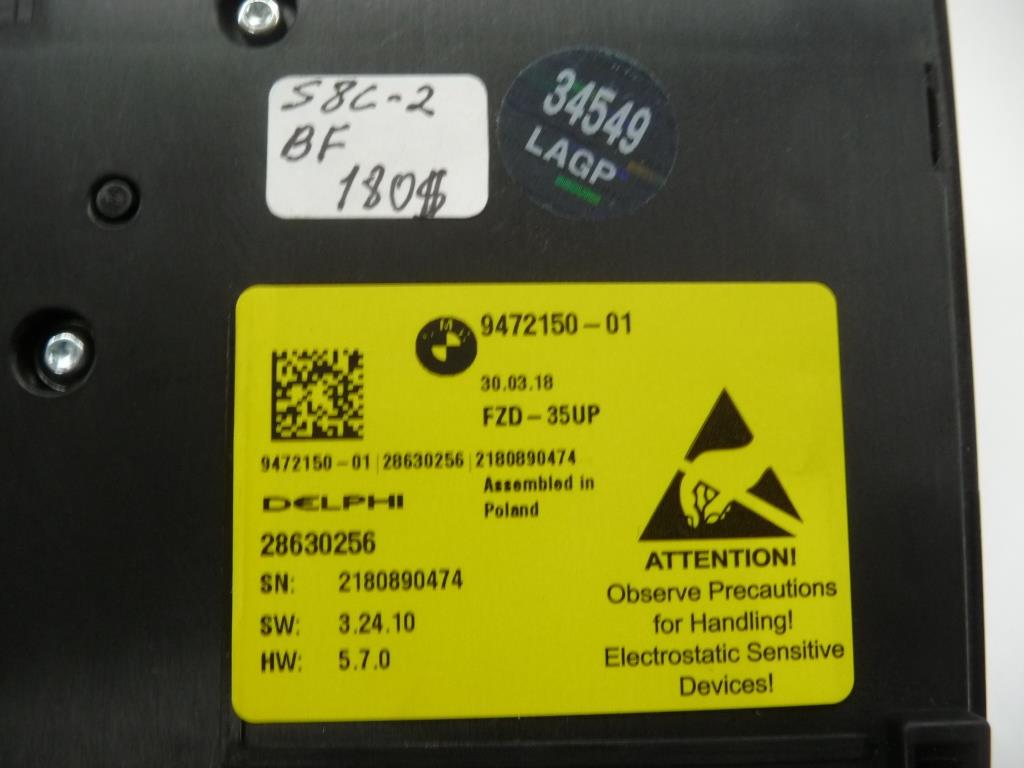 S8C-2
BF
180$
34549
LAGP
9472150-01
30.03.18
FZD-35UP
9472150-01|28630256|2180890474
DELPHI
Assembled in
Poland
28630256
SN: 2180890474
SW: 3.24.10
HW: 5.7.0
ATTENTION!
Observe Precautions
for Handling!
Electrostatic Sensitive
Devices!